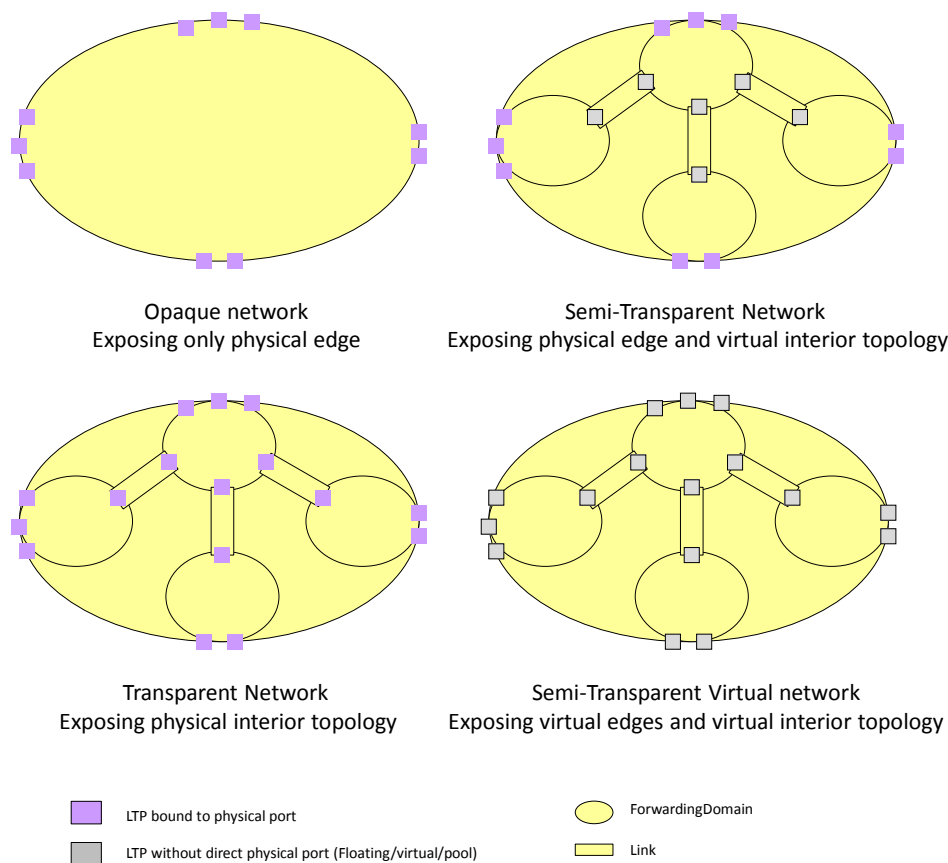 Opaque network
Exposing only physical edge
Semi-Transparent Network
Exposing physical edge and virtual interior topology
Transparent Network
Exposing physical interior topology
Semi-Transparent Virtual network
Exposing virtual edges and virtual interior topology
LTP bound to physical port
ForwardingDomain
LTP without direct physical port (Floating/virtual/pool)
Link